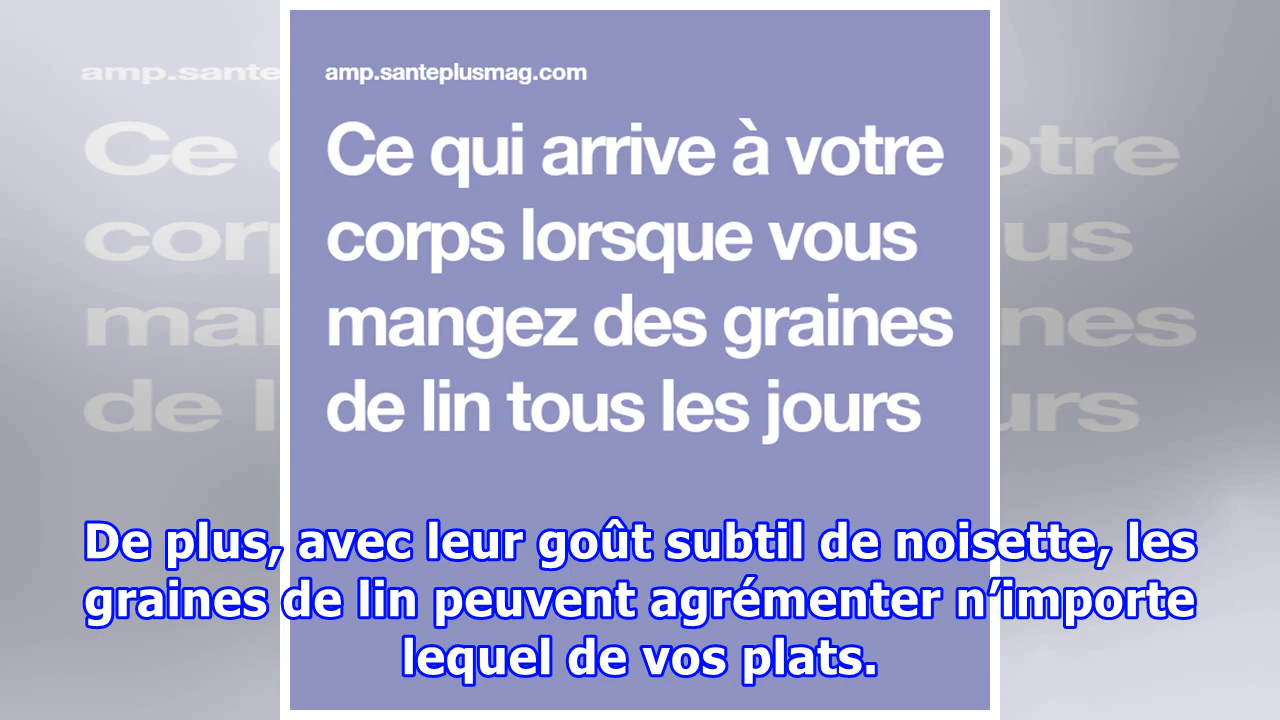 amp.santeplusmag.com
Ce qui arrive à votre
corps lorsque vous
mangez des graines
de lin tous les jours
De plus, avec leur goût subtil de noisette, les
graines de lin peuvent agrémenter n’importe
lequel de vos plats.